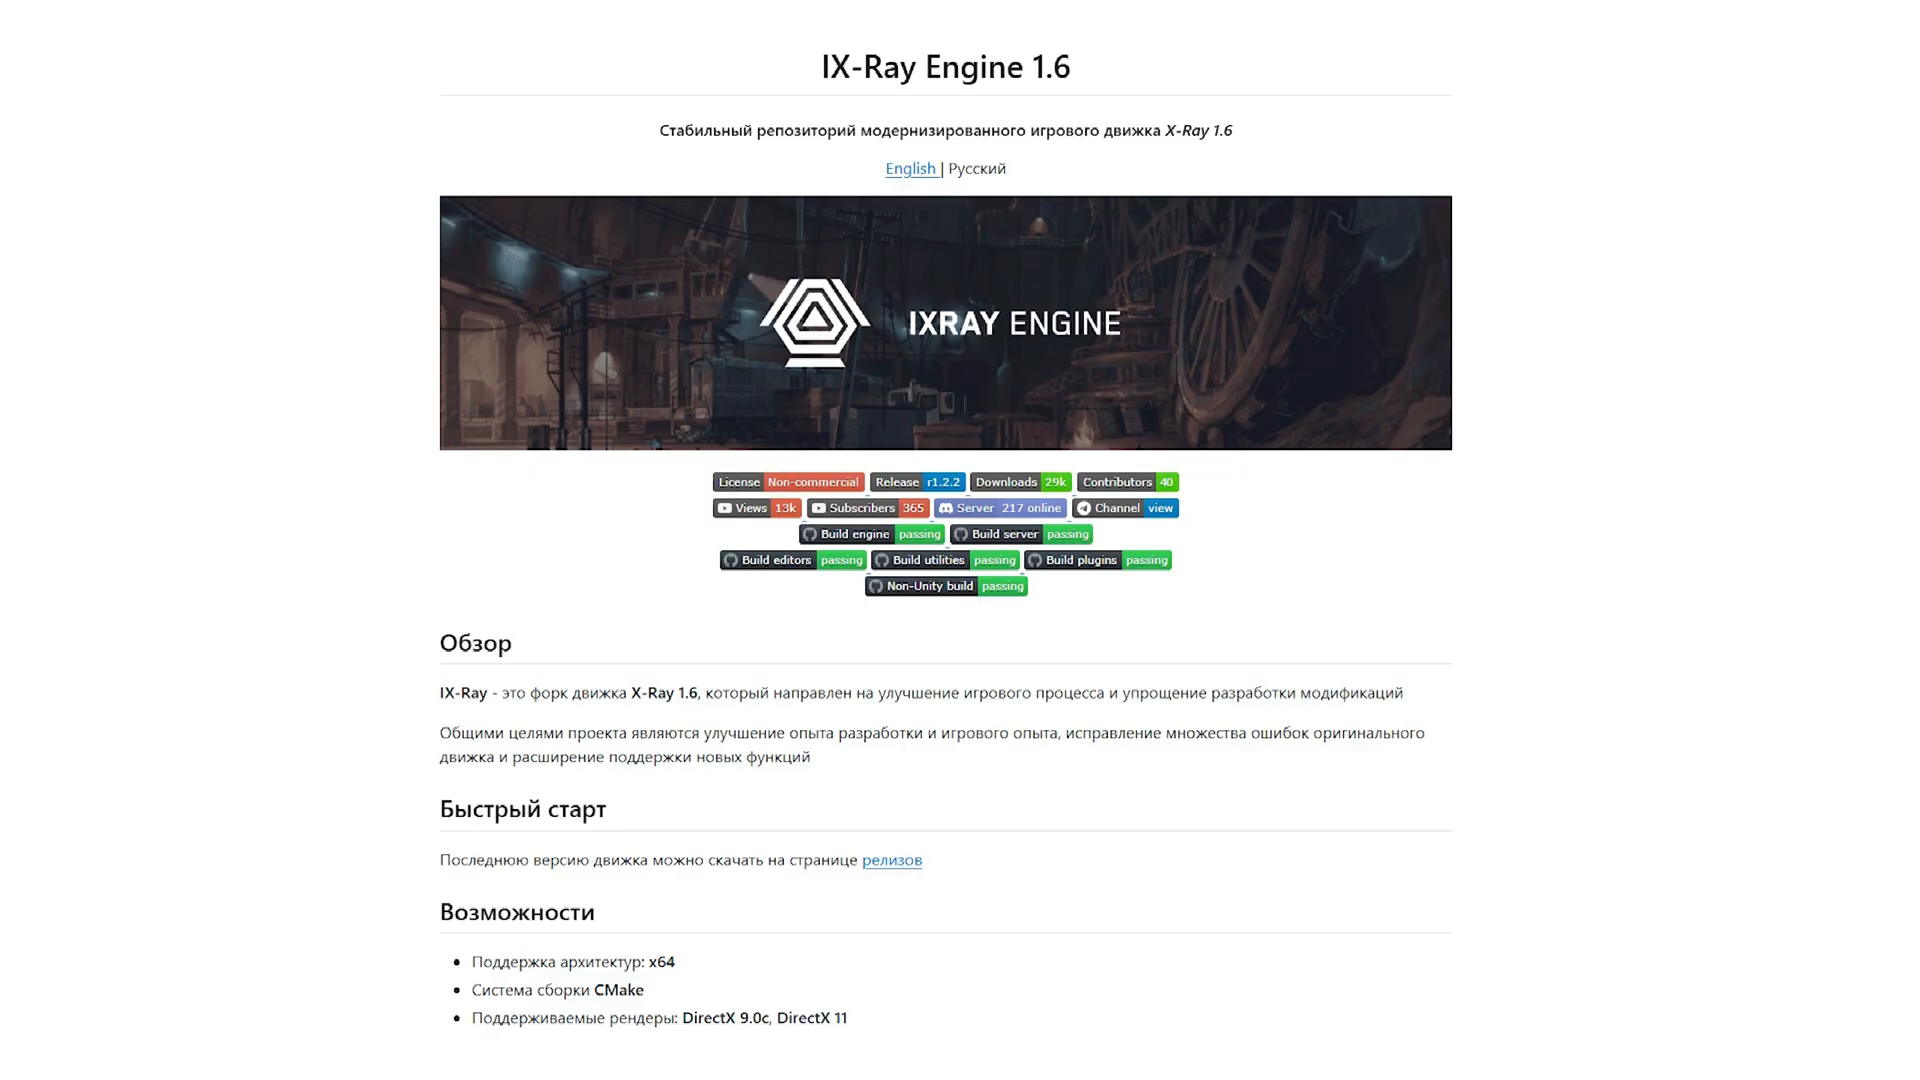 IX-Ray Engine 1.6
Стабильный репозиторий модернизированного игрового движка X-Ray 1.6
English | Русский
IXRAY ENGINE
License Non-commercial Release r1.2.2 Downloads 29k Contributors 40
Views 13k Subscribers 365 Server 217 online Channel view
Build engine passing Build server passing
Build editors passing Build utilities passing Build plugins passing
Non-Unity build passing
Обзор
IX-Ray - это форк движка X-Ray 1.6, который направлен на улучшение игрового процесса и упрощение разработки модификаций
Общими целями проекта являются улучшение опыта разработки и игрового опыта, исправление множества ошибок оригинального
движка и расширение поддержки новых функций
Быстрый старт
Последнюю версию движка можно скачать на странице релизов
Возможности
• Поддержка архитектур: x64
• Система сборки CMake
• Поддерживаемые рендеры: DirectX 9.0c, DirectX 11